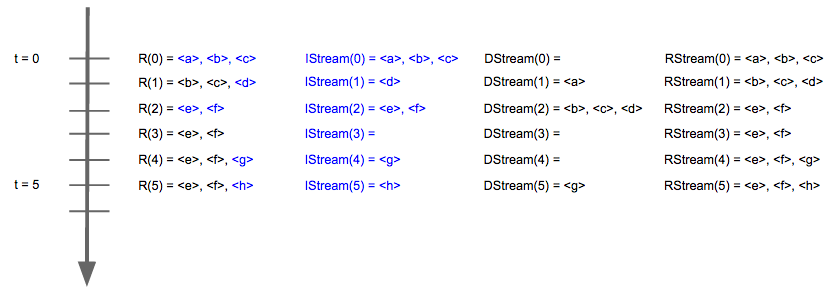 t = 0 R(0) = <a>, <b>, <c> IStream(0) = <a>, <b>, <c> DStream(0) = RStream(0) = <a>, <b>, <c>
R(1) = <b>, <c>, <d> IStream(1) = <d> DStream(1) = <a> RStream(1) = <b>, <c>, <d>
R(2) = <e>, <f> IStream(2) = <e>, <f> DStream(2) = <b>, <c>, <d> RStream(2) = <e>, <f>
R(3) = <e>, <f> IStream(3) = DStream(3) = RStream(3) = <e>, <f>
R(4) = <e>, <f>, <g> IStream(4) = <g> DStream(4) = RStream(4) = <e>, <f>, <g>
t = 5 R(5) = <e>, <f>, <h> IStream(5) = <h> DStream(5) = <g> RStream(5) = <e>, <f>, <h>